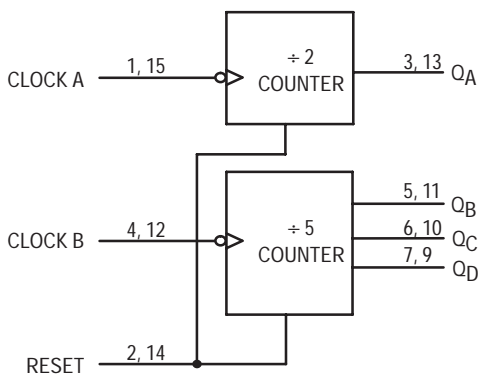 ÷ 2
COUNTER
CLOCK A
1, 15
3, 13
QA
÷ 5
COUNTER
CLOCK B
4, 12
5, 11
QB
6, 10
QC
7, 9
QD
RESET
2, 14